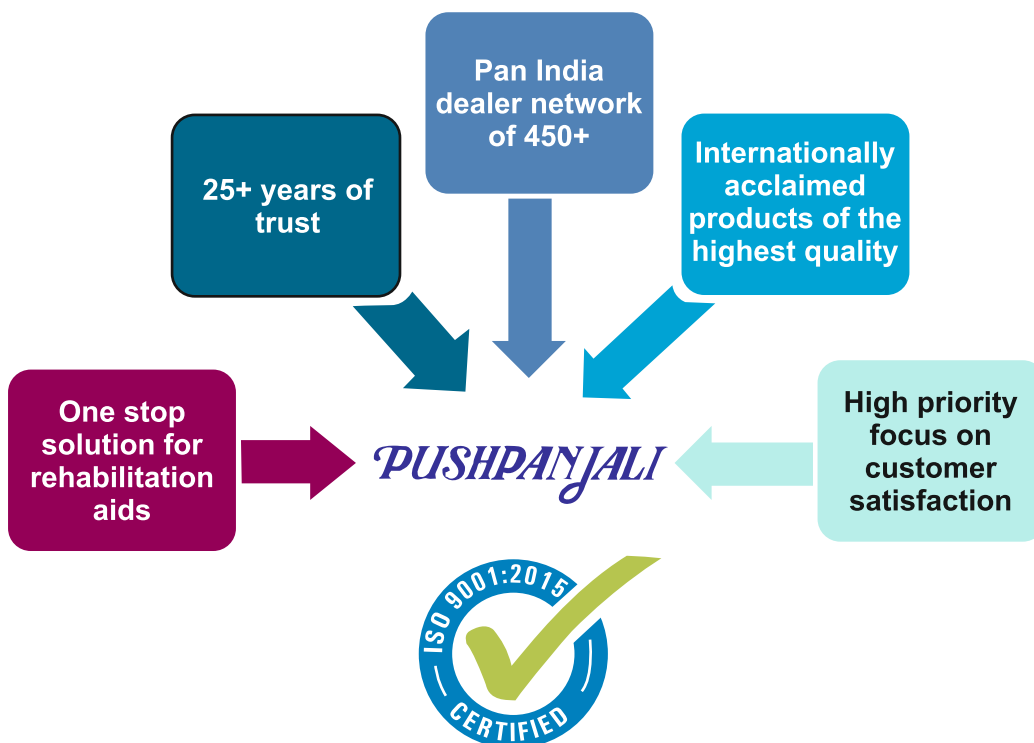 Pan India
dealer network
of 450+
25+ years of
trust
Internationally
acclaimed
products of the
highest quality
One stop
solution for
rehabilitation
aids
High priority
focus on
customer
satisfaction
PUSHPANJALI
ISO 9001:2015
CERTIFIED